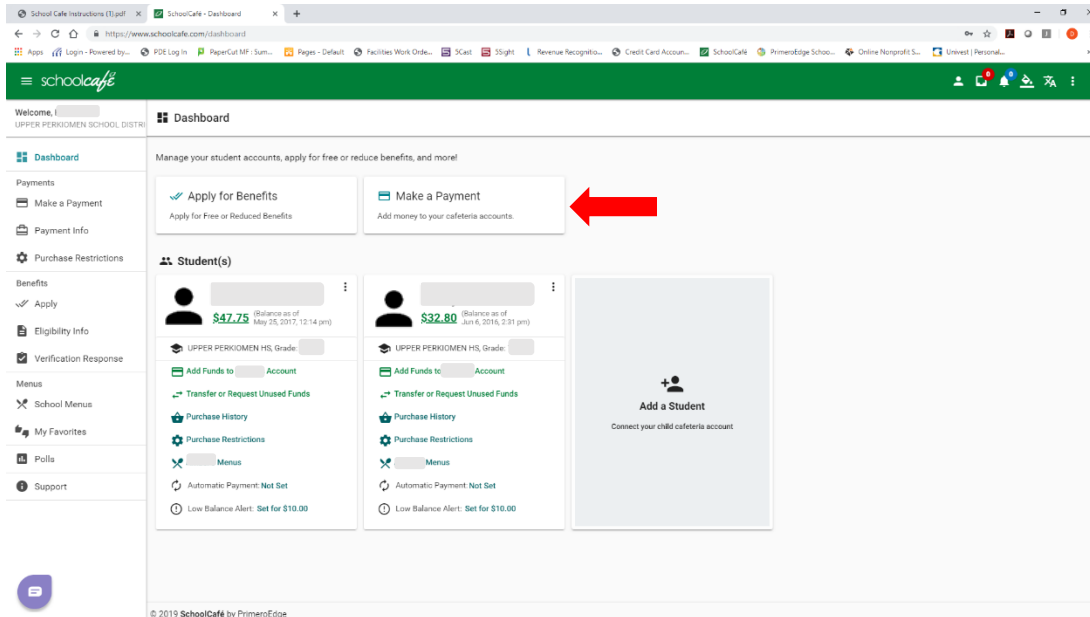 School Cafe Instructions (1).pdf
SchoolCafé - Dashboard
https://www.schoolcafe.com/dashboard
Apps Login - Powered by... PDE Log In PaperCut MF : Sum... Pages - Default Facilities Work Orde... SCast SSight Revenue Recognitio... Credit Card Accoun... SchoolCafé PrimeroEdge Schoo... Online Nonprofit S... Univest | Personal...
schoolcafé
0 0
Welcome,
UPPER PERKIOMEN SCHOOL DISTRI
Dashboard
Dashboard
Payments
Make a Payment
Payment Info
Purchase Restrictions
Benefits
Apply
Eligibility Info
Verification Response
Menus
School Menus
My Favorites
Polls
Support
Manage your student accounts, apply for free or reduce benefits, and more!
Apply for Benefits
Apply for Free or Reduced Benefits
Make a Payment
Add money to your cafeteria accounts.
Student(s)
$47.75 (Balance as of
May 25, 2017, 12:14 pm)
UPPER PERKIOMEN HS, Grade:
Add Funds to Account
Transfer or Request Unused Funds
Purchase History
Purchase Restrictions
Menus
Automatic Payment: Not Set
Low Balance Alert: Set for $10.00
$32.80 (Balance as of
Jun 6, 2016, 2:31 pm)
UPPER PERKIOMEN HS, Grade:
Add Funds to Account
Transfer or Request Unused Funds
Purchase History
Purchase Restrictions
Menus
Automatic Payment: Not Set
Low Balance Alert: Set for $10.00
Add a Student
Connect your child cafeteria account
© 2019 SchoolCafé by PrimeroEdge